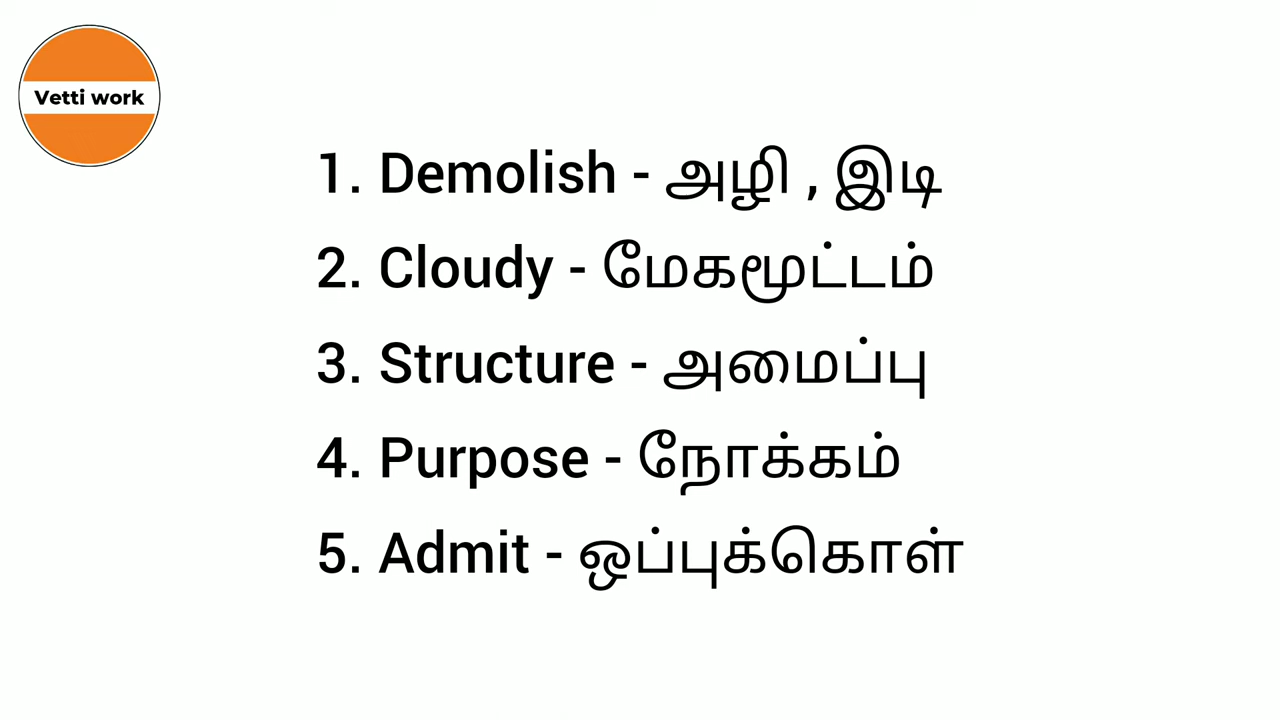 Vetti work
1. Demolish - அழி , இடி
2. Cloudy - மேகமூட்டம்
3. Structure - அமைப்பு
4. Purpose - நோக்கம்
5. Admit - ஒப்புக்கொள்